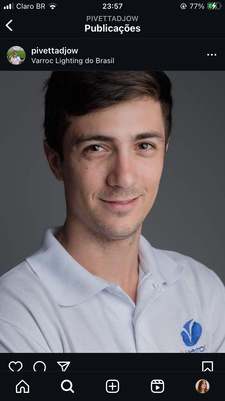 Claro BR
23:57
77%
PIVETTADJOW
Publicações
pivettadjow
Varroc Lighting do Brasil